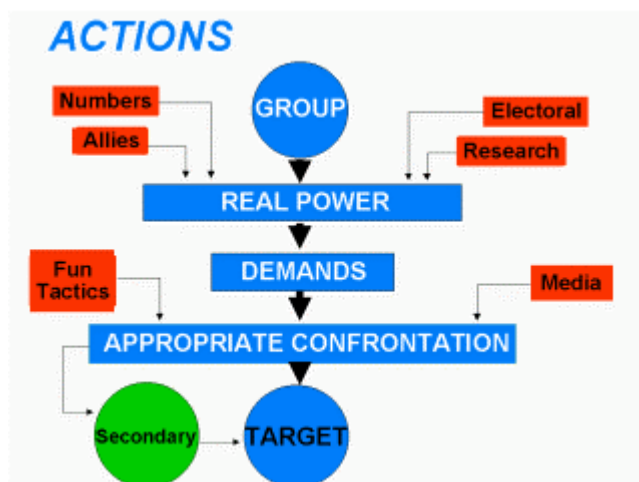 ACTIONS
Numbers
GROUP
Electoral
Allies
Research
REAL POWER
DEMANDS
Fun
Tactics
Media
APPROPRIATE CONFRONTATION
Secondary
TARGET